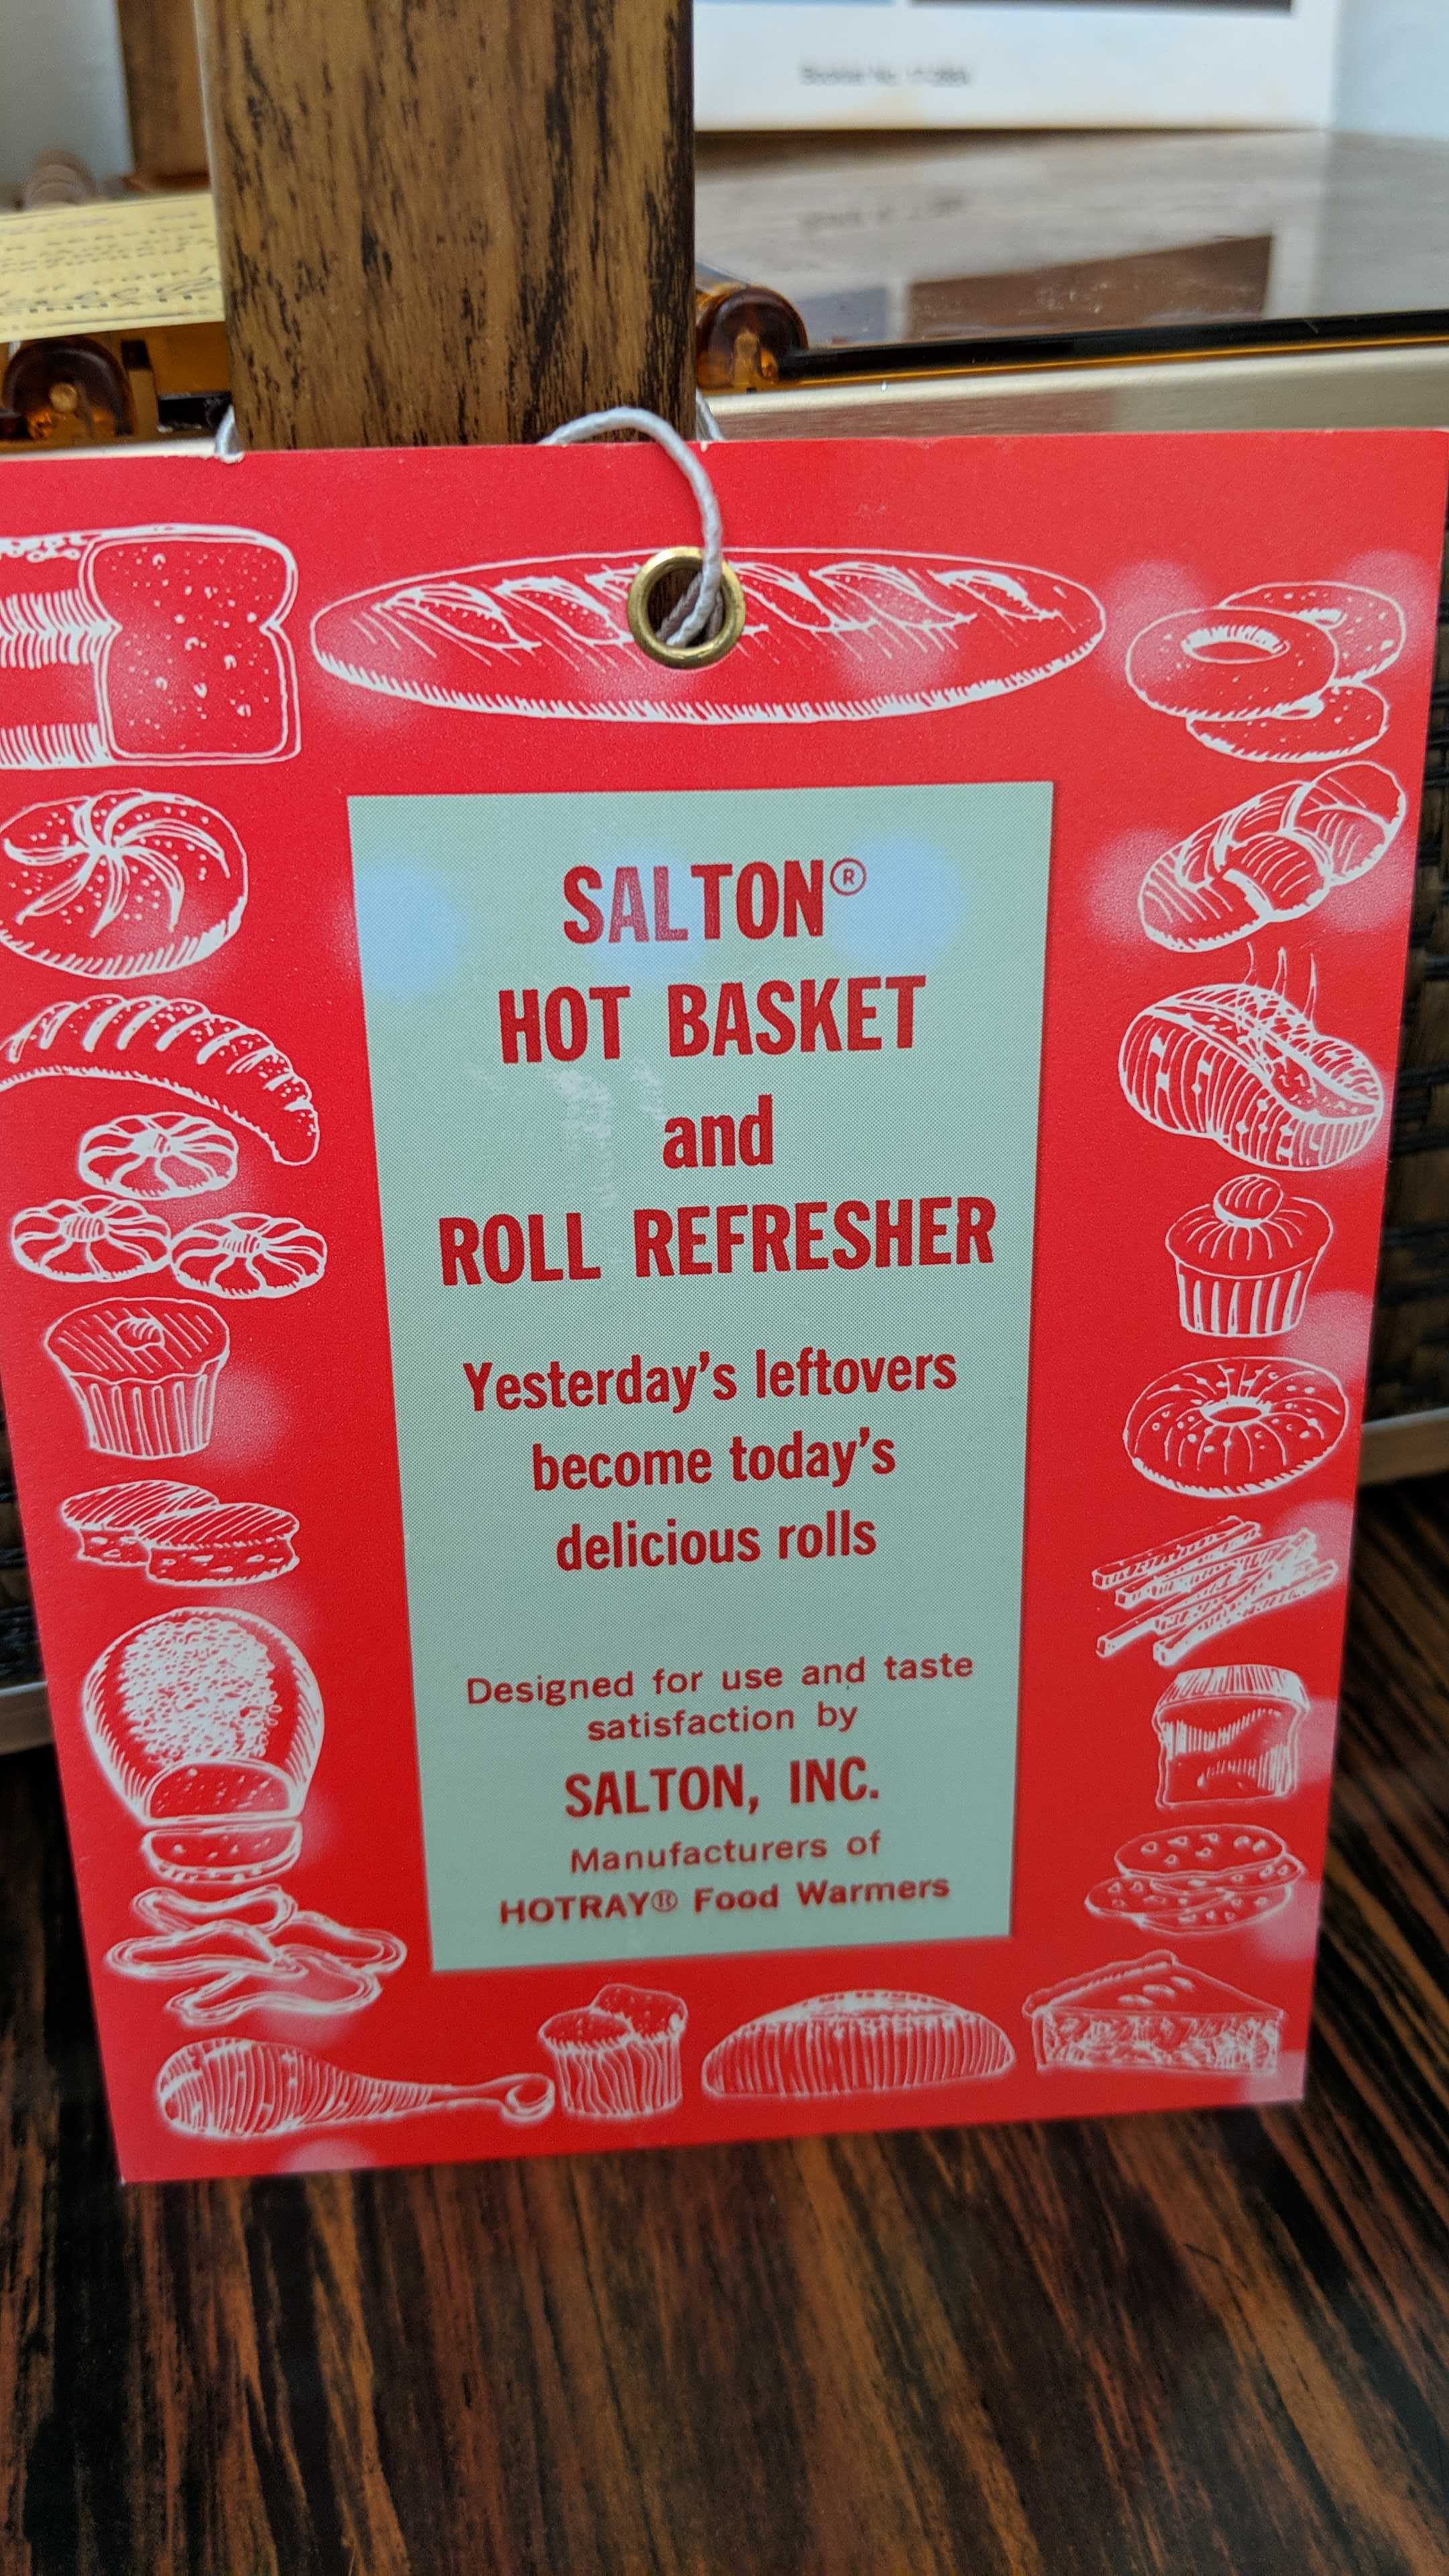 SALTON®
HOT BASKET
and
ROLL REFRESHER
Yesterday's leftovers
become today's
delicious rolls
Designed for use and taste
satisfaction by
SALTON, INC.
Manufacturers of
HOTRAY® Food Warmers